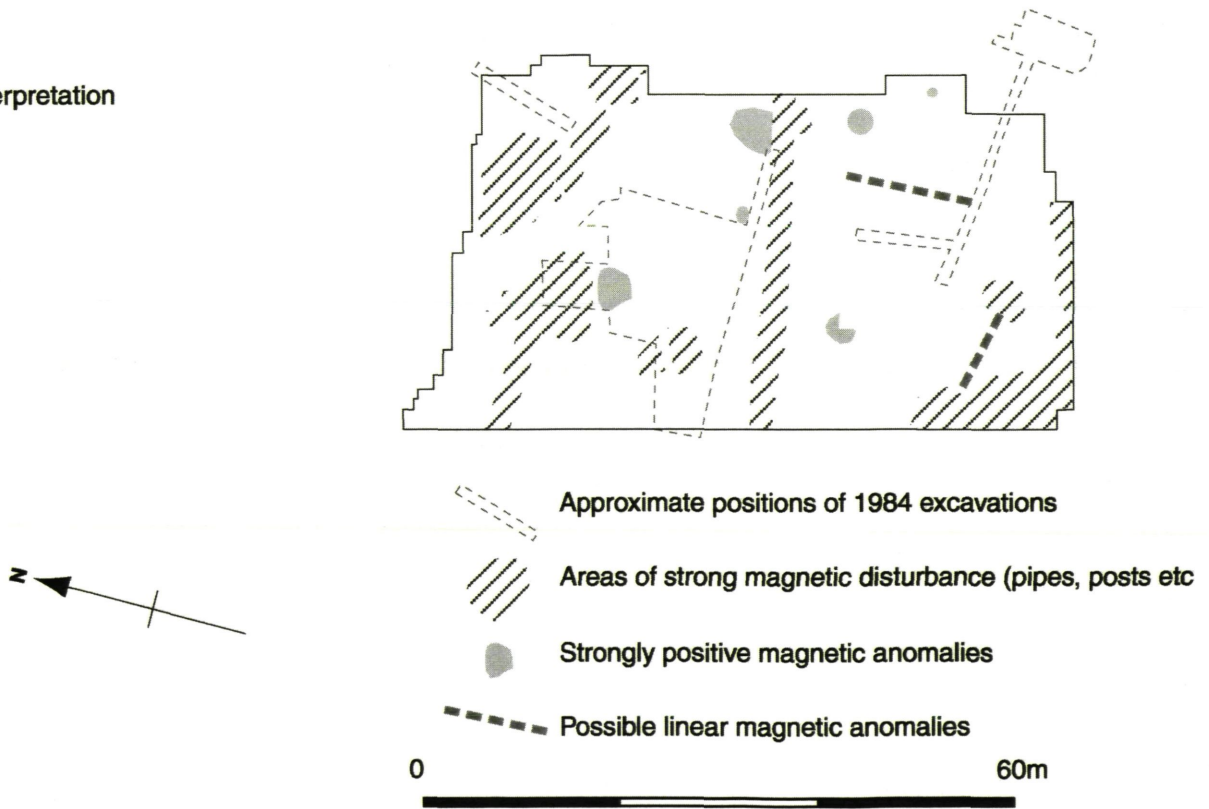 erpretation
Approximate positions of 1984 excavations
Areas of strong magnetic disturbance (pipes, posts etc
Strongly positive magnetic anomalies
Possible linear magnetic anomalies
N
0 60m